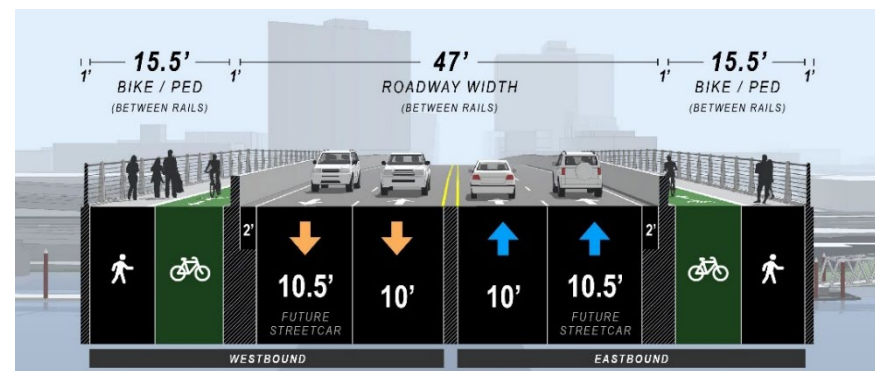 15.5'
47'
15.5'
1'
1'
1'
1'
BIKE / PED
ROADWAY WIDTH
BIKE / PED
(BETWEEN RAILS)
(BETWEEN RAILS)
(BETWEEN RAILS)
2'
2'
10.5'
10'
10'
10.5'
FUTURE
STREETCAR
FUTURE
STREETCAR
WESTBOUND
EASTBOUND